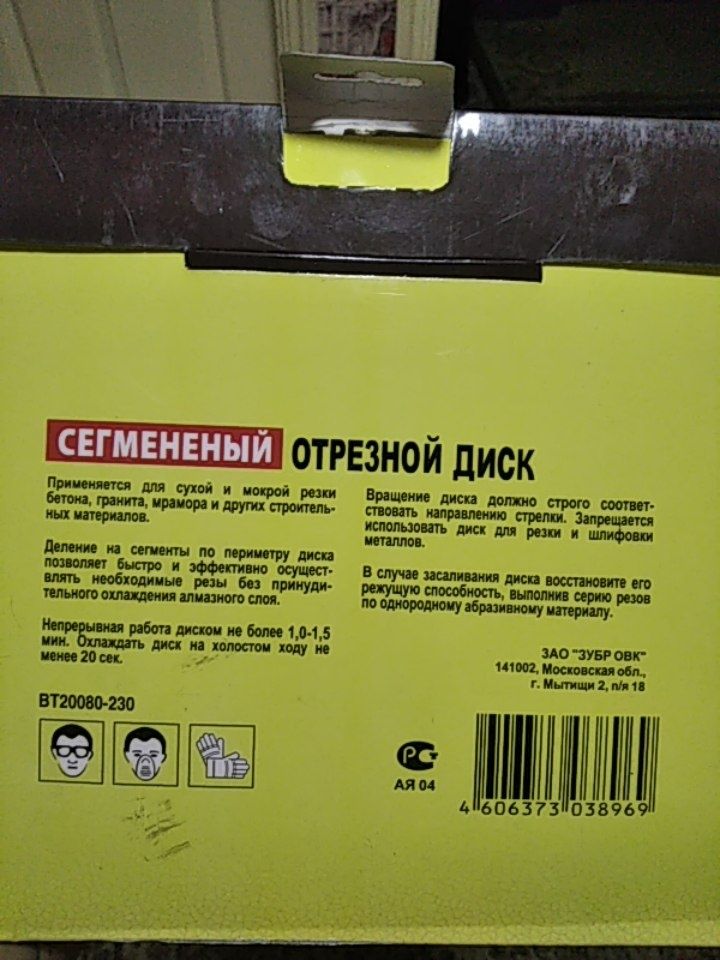 СЕГМЕНЕНЫЙ ОТРЕЗНОЙ ДИСК
Применяется для сухой и мокрой резки
бетона, гранита, мрамора и других строитель-
ных материалов.
Деление на сегменты по периметру диска
позволяет быстро и эффективно осущест-
влять необходимые резы без принуди-
тельного охлаждения алмазного слоя.
Непрерывная работа диском не более 1,0-1,5
мин. Охлаждать диск на холостом ходу не
менее 20 сек.
BT20080-230
Вращение диска должно строго соответ-
ствовать направлению стрелки. Запрещается
использовать диск для резки и шлифовки
металлов.
В случае засаливания диска восстановите его
режущую способность, выполнив серию резов
по однородному абразивному материалу.
ЗАО "ЗУБР ОВК"
141002, Московская обл.,
г. Мытищи 2, п/я 18
РСТ
АЯ 04
4 606373 038969